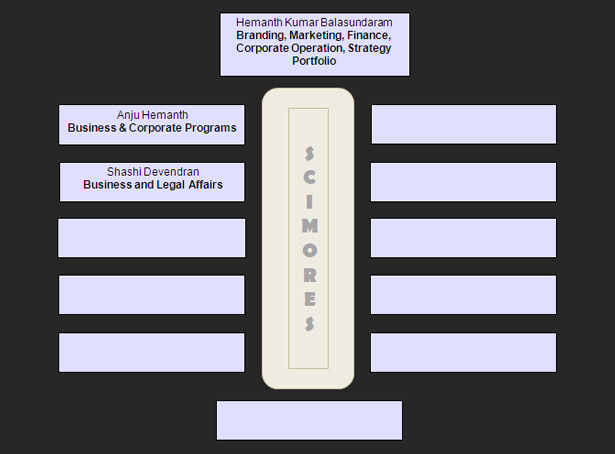 Hemanth Kumar Balasundaram
Branding, Marketing, Finance,
Corporate Operation, Strategy
Portfolio
Anju Hemanth
Business & Corporate Programs
Shashi Devendran
Business and Legal Affairs
SCIMORES